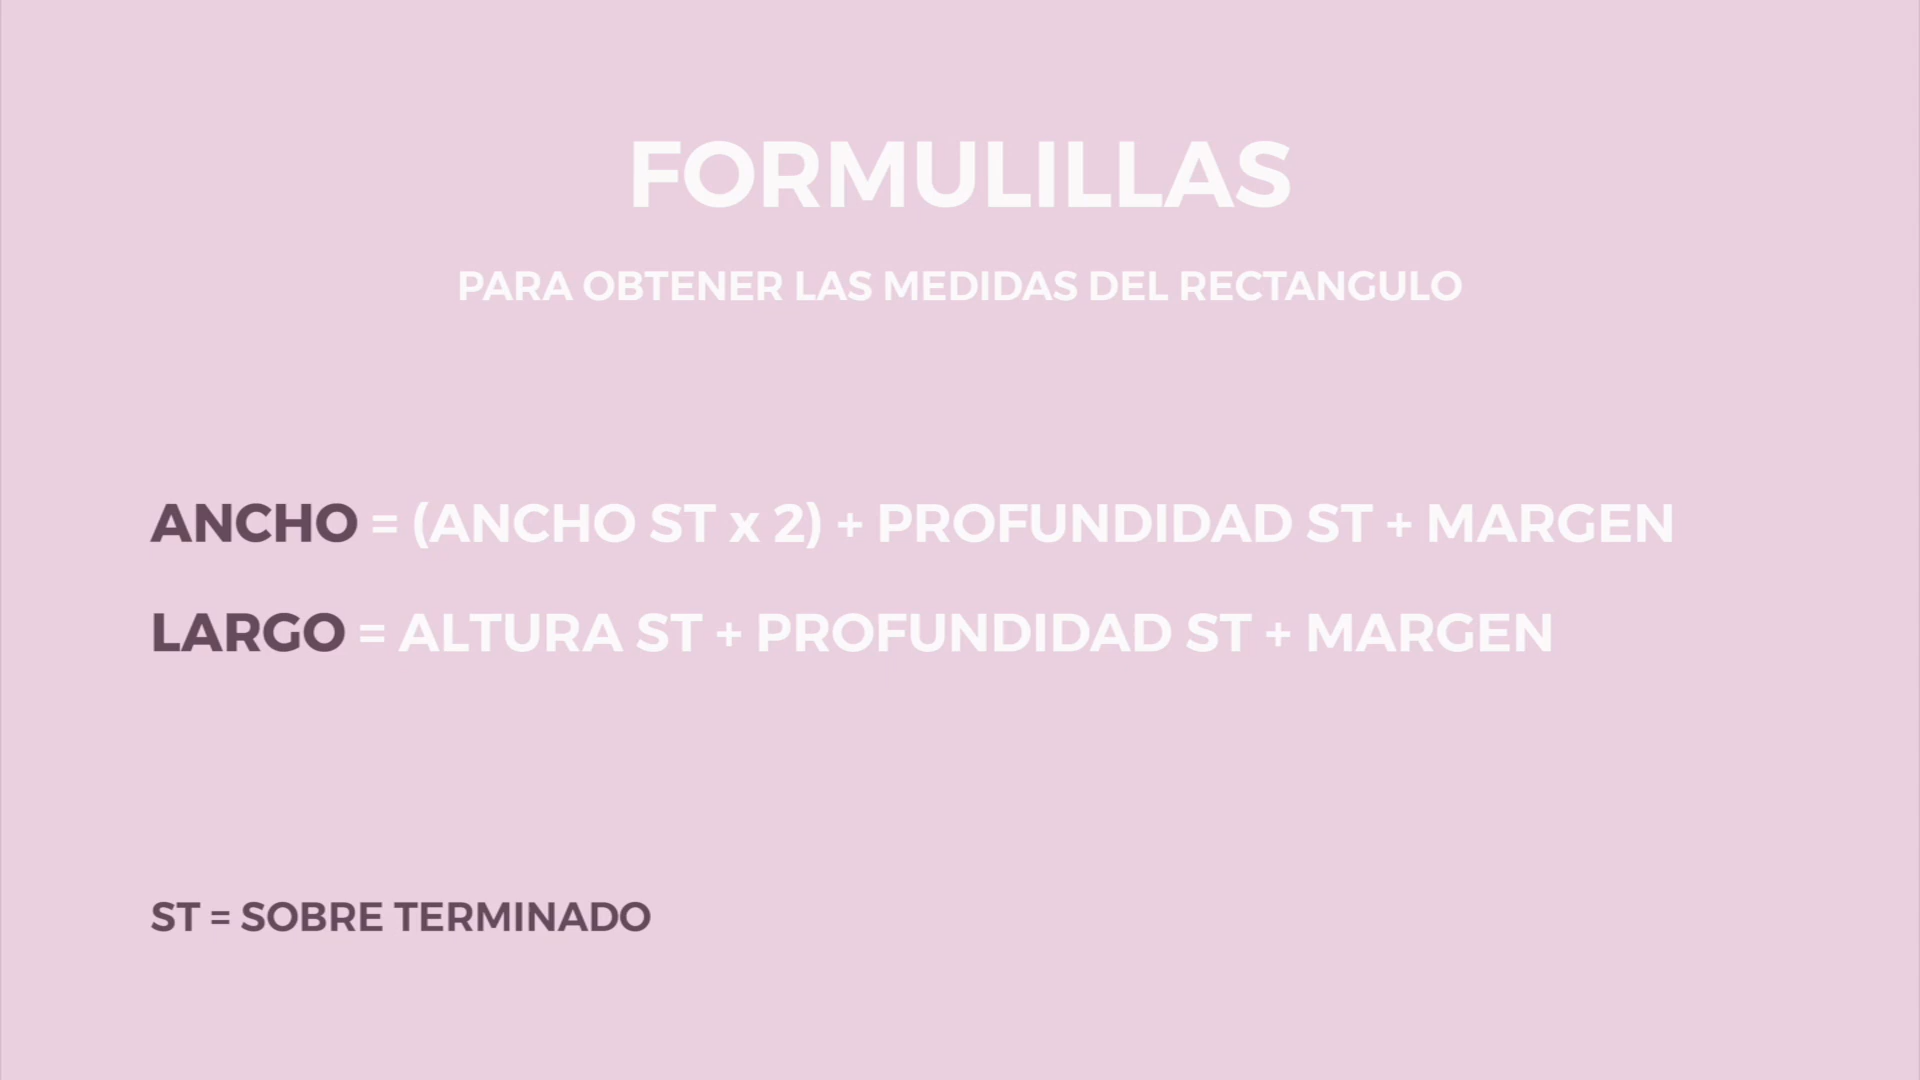 FORMULILLAS
PARA OBTENER LAS MEDIDAS DEL RECTANGULO
ANCHO = (ANCHO ST x 2) + PROFUNDIDAD ST + MARGEN
LARGO = ALTURA ST + PROFUNDIDAD ST + MARGEN
ST = SOBRE TERMINADO